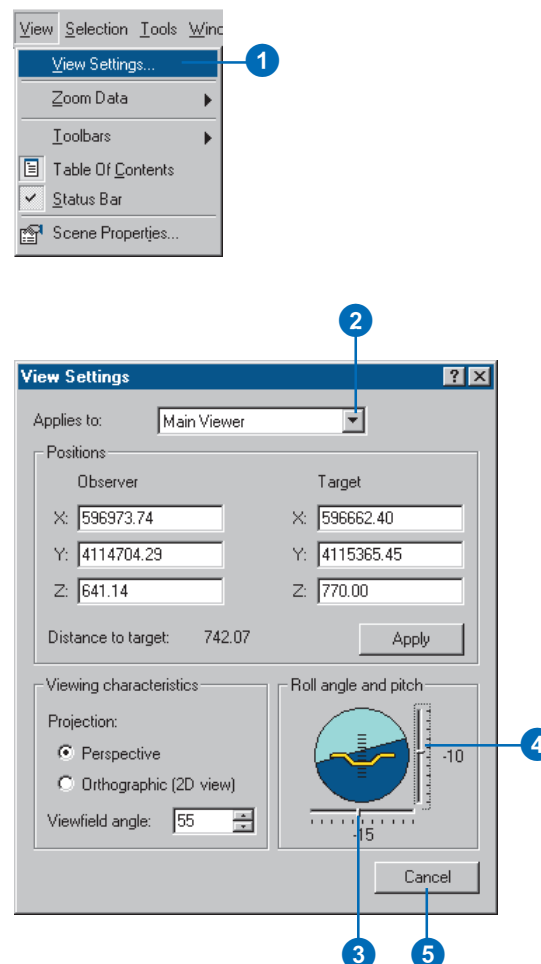 View Selection Tools Winc
View Settings...
1
Zoom Data
Toolbars
Table Of Contents
Status Bar
Scene Properties...
2
View Settings
Applies to: Main Viewer
Positions
Observer Target
X: 596973.74 X: 596662.40
Y: 4114704.29 Y: 4115365.45
Z: 641.14 Z: 770.00
Distance to target: 742.07 Apply
Viewing characteristics Roll angle and pitch
Projection:
Perspective
4
-10
Orthographic (2D view)
Viewfield angle: 55
-15
Cancel
3 5